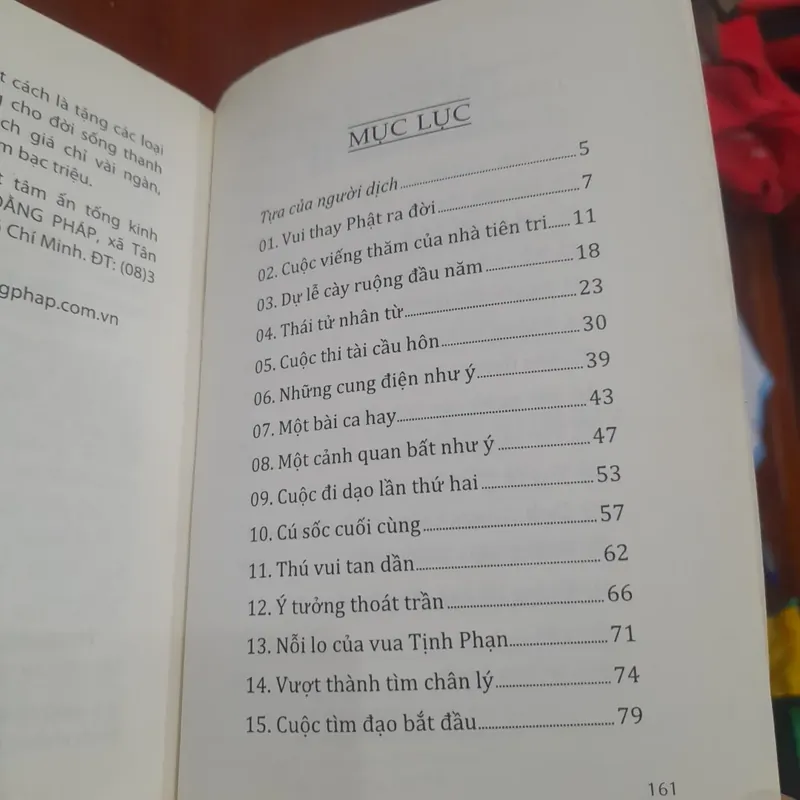 t cách là tặng các loại
g cho đời sống thanh
ch giá chỉ vài ngàn,
m bạc triệu.
t tâm ấn tống kinh
OẰNG PHÁP, xã Tân
Chí Minh. ĐT: (08)3
gphap.com.vn
MỤC LỤC
Tựa của người dịch 5
01. Vui thay Phật ra đời 7
02. Cuộc viếng thăm của nhà tiên tri 11
03. Dự lễ cày ruộng đầu năm 18
04. Thái tử nhân từ 23
05. Cuộc thi tài cầu hôn 30
06. Những cung điện như ý 39
07. Một bài ca hay 43
08. Một cảnh quan bất như ý 47
09. Cuộc đi dạo lần thứ hai 53
10. Cú sốc cuối cùng 57
11. Thú vui tan dần 62
12. Ý tưởng thoát trần 66
13. Nỗi lo của vua Tịnh Phạn 71
14. Vượt thành tìm chân lý 74
15. Cuộc tìm đạo bắt đầu 79
161